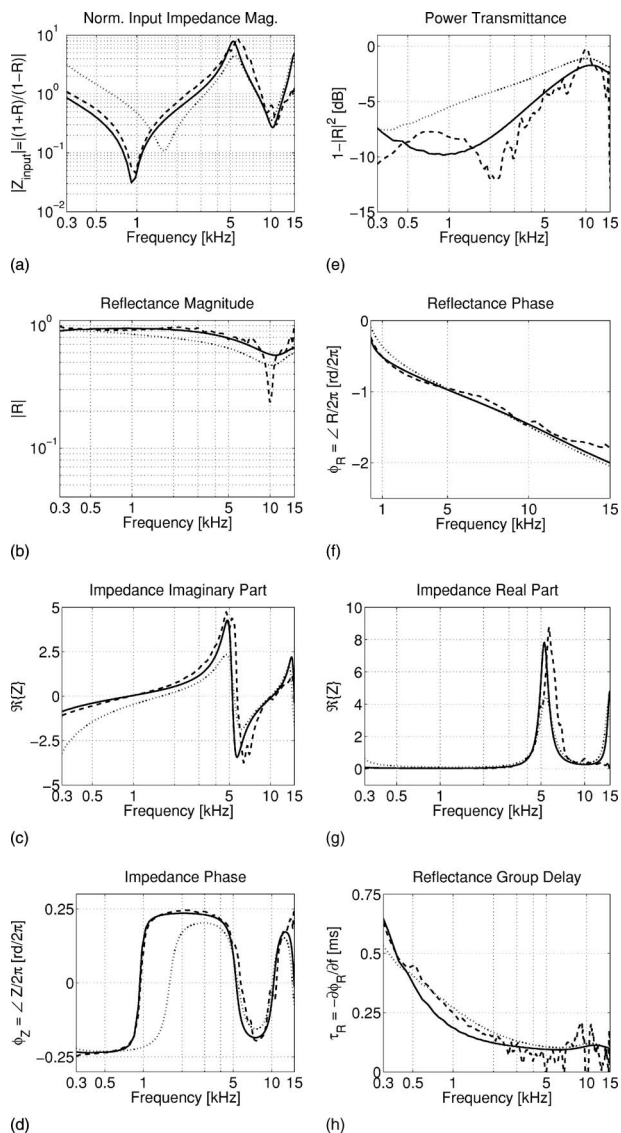 Norm. Input Impedance Mag.
|Z_input|=|(1+R)/(1−R)|
10^1
10^0
10^-1
10^-2
0.3 0.5 1 5 10 15
Frequency [kHz]
(a)
Reflectance Magnitude
|R|
10^0
10^-1
0.3 0.5 1 5 10 15
Frequency [kHz]
(b)
Impedance Imaginary Part
ℜ{Z}
5
2.5
0
−2.5
−5
0.3 0.5 1 5 10 15
Frequency [kHz]
(c)
Impedance Phase
ϕ_Z = ∠ Z/2π [rd/2π]
0.25
0
−0.25
0.3 0.5 1 5 10 15
Frequency [kHz]
(d)
Power Transmittance
1−|R|^2 [dB]
0
−5
−10
−15
0.3 0.5 1 5 10 15
Frequency [kHz]
(e)
Reflectance Phase
ϕ_R = ∠ R/2π [rd/2π]
0
−1
−2
1 5 10 15
Frequency [kHz]
(f)
Impedance Real Part
ℜ{Z}
10
8
6
4
2
0
0.3 0.5 1 5 10 15
Frequency [kHz]
(g)
Reflectance Group Delay
τ_R = −∂ϕ_R/∂f [ms]
0.75
0.5
0.25
0
0.3 0.5 1 5 10 15
Frequency [kHz]
(h)